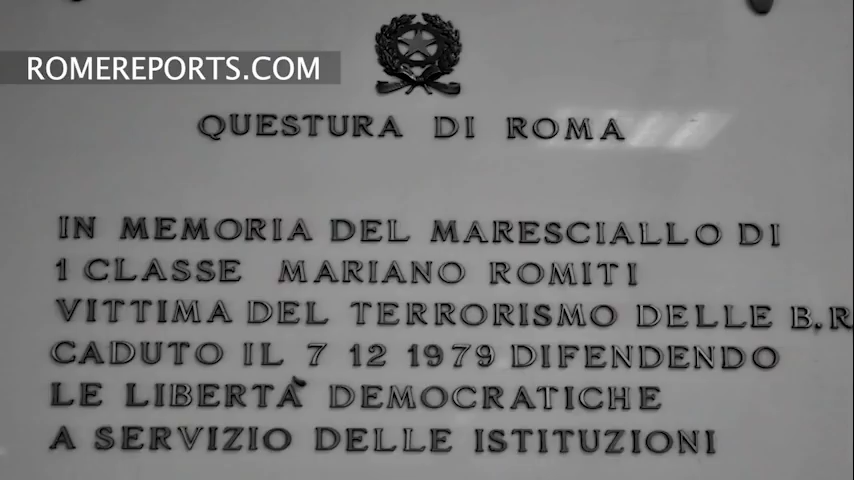 ROMEREPORTS.COM
QUESTURA DI ROMA
IN MEMORIA DEL MARESCIALLO DI
1 CLASSE MARIANO ROMITI
VITTIMA DEL TERRORISMO DELLE B.R
CADUTO IL 7 12 1979 DIFENDENDO
LE LIBERTÀ DEMOCRATICHE
A SERVIZIO DELLE ISTITUZIONI